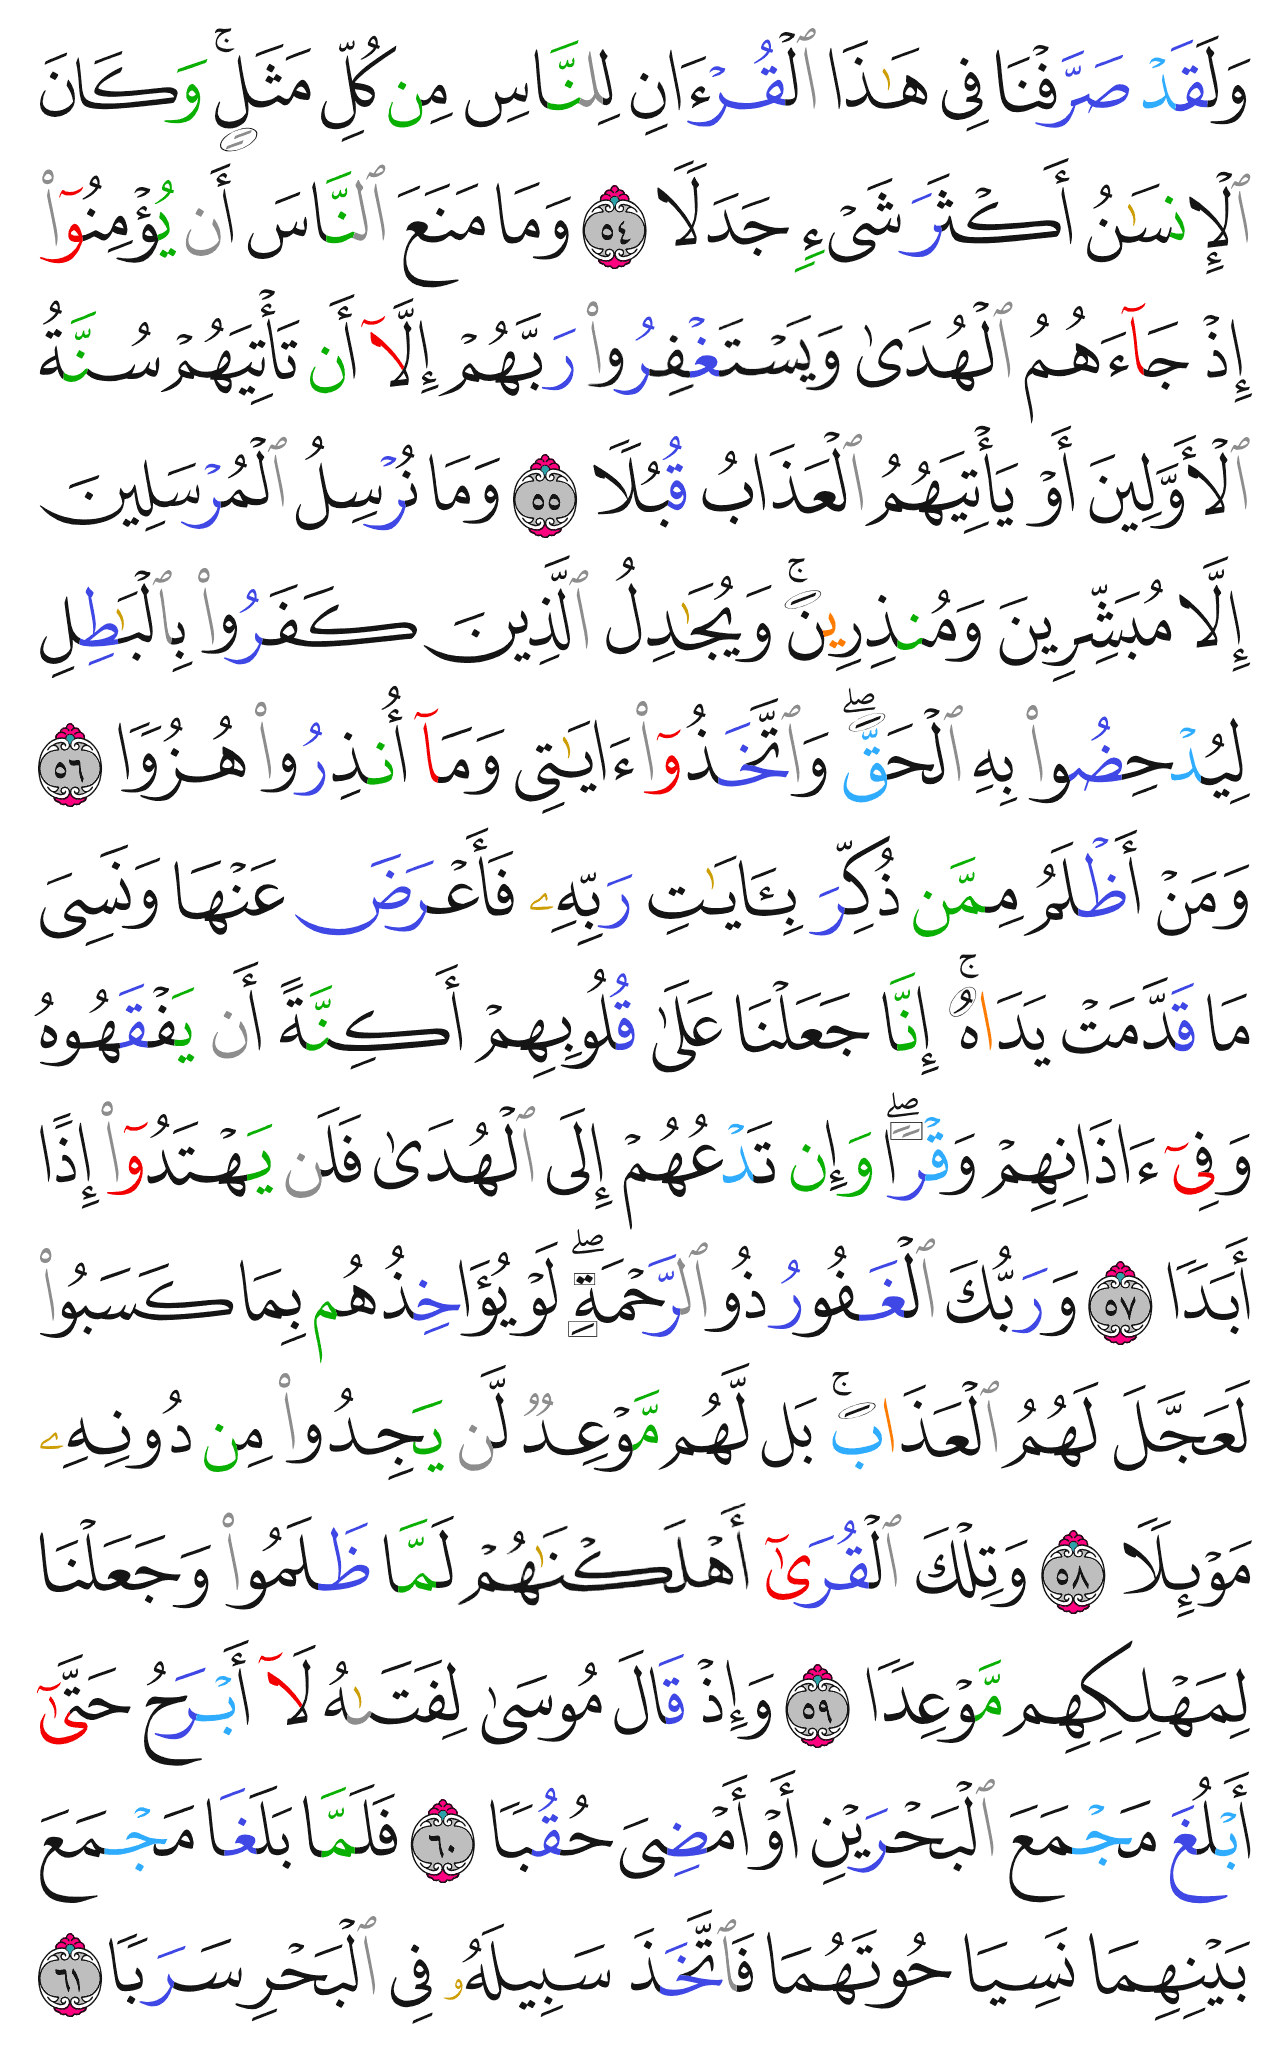 وَلَقَدۡ صَرَّفۡنَا فِى هَـٰذَا ٱلۡقُرۡءَانِ لِلنَّاسِ مِن كُلِّ مَثَلٍۚ وَكَانَ
ٱلۡإِنسَـٰنُ أَكۡثَرَ شَىۡءٍ جَدَلًا ٥٤ وَمَا مَنَعَ ٱلنَّاسَ أَن يُؤۡمِنُوٓا۟
إِذۡ جَآءَهُمُ ٱلۡهُدَىٰ وَيَسۡتَغۡفِرُوا۟ رَبَّهُمۡ إِلَّآ أَن تَأۡتِيَهُمۡ سُنَّةُ
ٱلۡأَوَّلِينَ أَوۡ يَأۡتِيَهُمُ ٱلۡعَذَابُ قُبُلًا ٥٥ وَمَا نُرۡسِلُ ٱلۡمُرۡسَلِينَ
إِلَّا مُبَشِّرِينَ وَمُنذِرِينَۚ وَيُجَـٰدِلُ ٱلَّذِينَ كَفَرُوا۟ بِٱلۡبَـٰطِلِ
لِيُدۡحِضُوا۟ بِهِ ٱلۡحَقَّۖ وَٱتَّخَذُوٓا۟ ءَايَـٰتِى وَمَآ أُنذِرُوا۟ هُزُوًا ٥٦
وَمَنۡ أَظۡلَمُ مِمَّن ذُكِّرَ بِـَٔايَـٰتِ رَبِّهِۦ فَأَعۡرَضَ عَنۡهَا وَنَسِىَ
مَا قَدَّمَتۡ يَدَاهُۚ إِنَّا جَعَلۡنَا عَلَىٰ قُلُوبِهِمۡ أَكِنَّةً أَن يَفۡقَهُوهُ
وَفِىٓ ءَاذَانِهِمۡ وَقۡرًاۖ وَإِن تَدۡعُهُمۡ إِلَى ٱلۡهُدَىٰ فَلَن يَهۡتَدُوٓا۟ إِذًا
أَبَدًا ٥٧ وَرَبُّكَ ٱلۡغَفُورُ ذُو ٱلرَّحۡمَةِۖ لَوۡ يُؤَاخِذُهُم بِمَا كَسَبُوا۟
لَعَجَّلَ لَهُمُ ٱلۡعَذَابَۚ بَل لَّهُم مَّوۡعِدٌ لَّن يَجِدُوا۟ مِن دُونِهِۦ
مَوۡئِلًا ٥٨ وَتِلۡكَ ٱلۡقُرَىٰٓ أَهۡلَكۡنَـٰهُمۡ لَمَّا ظَلَمُوا۟ وَجَعَلۡنَا
لِمَهۡلِكِهِم مَّوۡعِدًا ٥٩ وَإِذۡ قَالَ مُوسَىٰ لِفَتَىٰهُ لَآ أَبۡرَحُ حَتَّىٰٓ
أَبۡلُغَ مَجۡمَعَ ٱلۡبَحۡرَيۡنِ أَوۡ أَمۡضِىَ حُقُبًا ٦٠ فَلَمَّا بَلَغَا مَجۡمَعَ
بَيۡنِهِمَا نَسِيَا حُوتَهُمَا فَٱتَّخَذَ سَبِيلَهُۥ فِى ٱلۡبَحۡرِ سَرَبًا ٦١